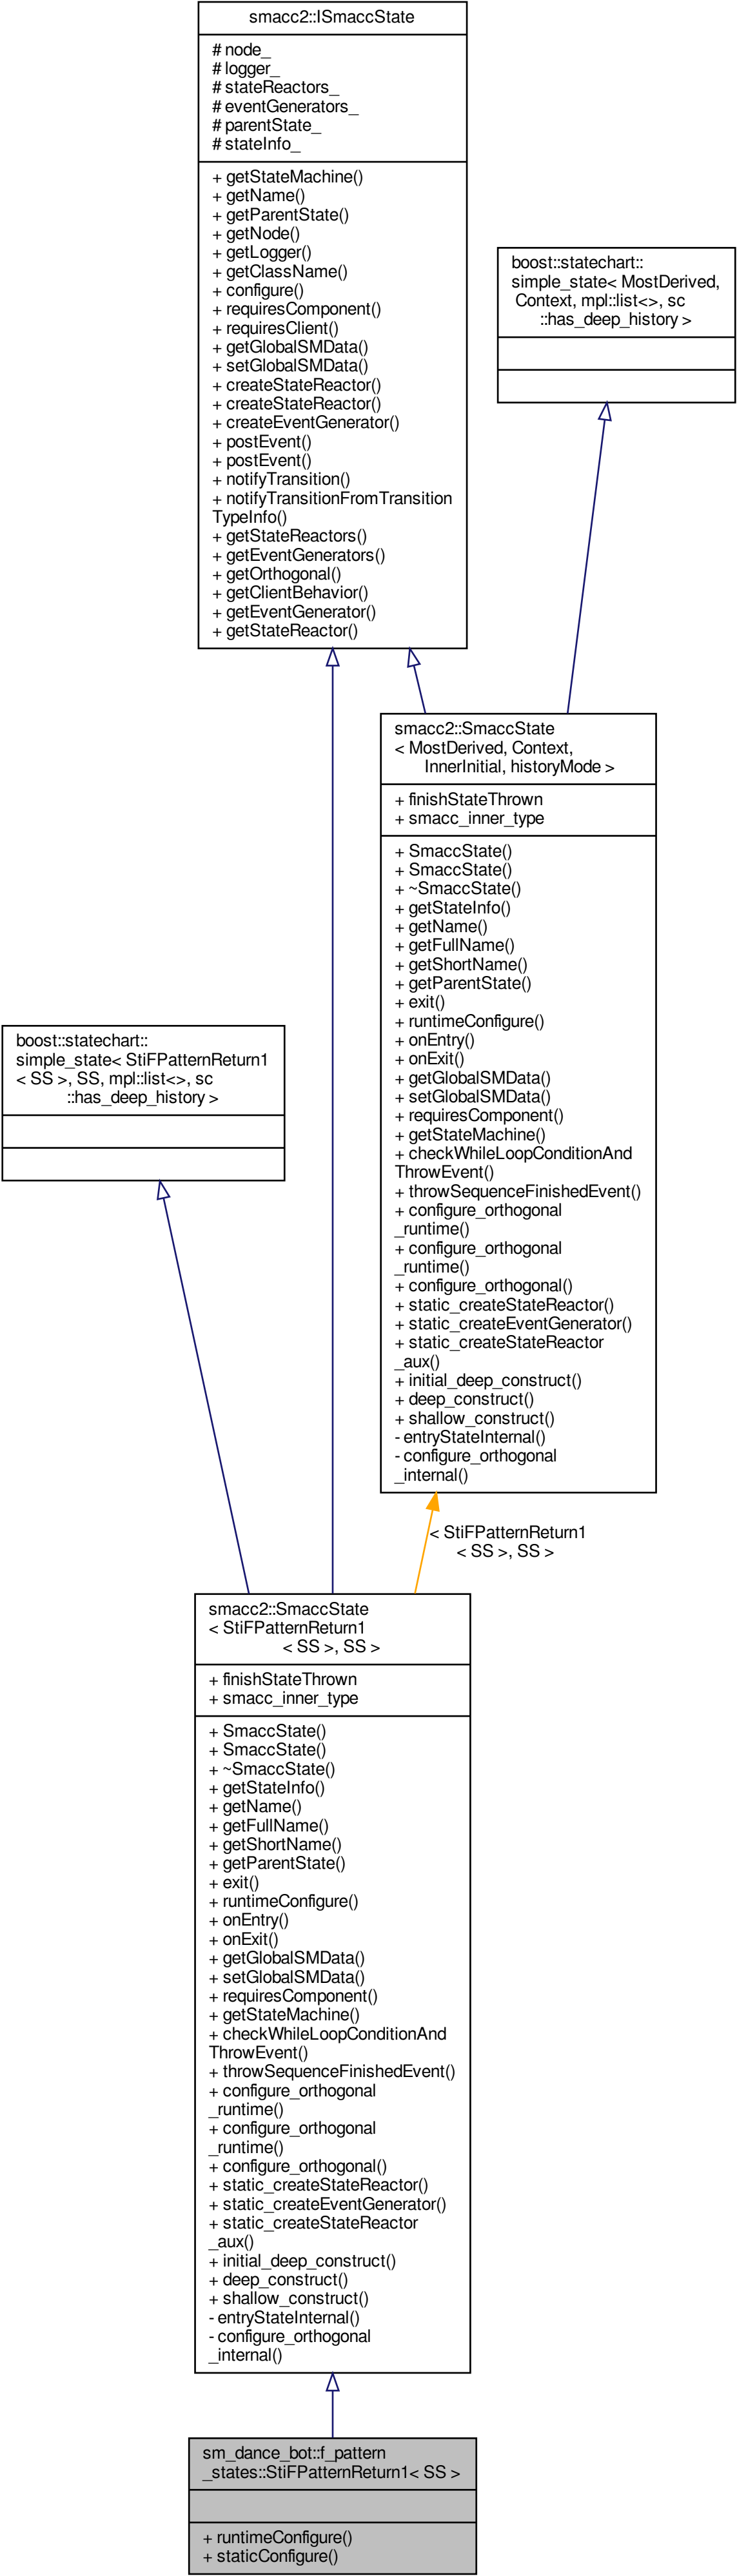 smacc2::ISmaccState
# node_
# logger_
# stateReactors_
# eventGenerators_
# parentState_
# stateInfo_
+ getStateMachine()
+ getName()
+ getParentState()
+ getNode()
+ getLogger()
+ getClassName()
+ configure()
+ requiresComponent()
+ requiresClient()
+ getGlobalSMData()
+ setGlobalSMData()
+ createStateReactor()
+ createStateReactor()
+ createEventGenerator()
+ postEvent()
+ postEvent()
+ notifyTransition()
+ notifyTransitionFromTransition
TypeInfo()
+ getStateReactors()
+ getEventGenerators()
+ getOrthogonal()
+ getClientBehavior()
+ getEventGenerator()
+ getStateReactor()
boost::statechart::
simple_state< MostDerived,
Context, mpl::list<>, sc
::has_deep_history >
smacc2::SmaccState
< MostDerived, Context,
InnerInitial, historyMode >
+ finishStateThrown
+ smacc_inner_type
+ SmaccState()
+ SmaccState()
+ ~SmaccState()
+ getStateInfo()
+ getName()
+ getFullName()
+ getShortName()
+ getParentState()
+ exit()
+ runtimeConfigure()
+ onEntry()
+ onExit()
+ getGlobalSMData()
+ setGlobalSMData()
+ requiresComponent()
+ getStateMachine()
+ checkWhileLoopConditionAnd
ThrowEvent()
+ throwSequenceFinishedEvent()
+ configure_orthogonal
_runtime()
+ configure_orthogonal
_runtime()
+ configure_orthogonal()
+ static_createStateReactor()
+ static_createEventGenerator()
+ static_createStateReactor
_aux()
+ initial_deep_construct()
+ deep_construct()
+ shallow_construct()
- entryStateInternal()
- configure_orthogonal
_internal()
boost::statechart::
simple_state< StiFPatternReturn1
< SS >, SS, mpl::list<>, sc
::has_deep_history >
< StiFPatternReturn1
< SS >, SS >
smacc2::SmaccState
< StiFPatternReturn1
< SS >, SS >
+ finishStateThrown
+ smacc_inner_type
+ SmaccState()
+ SmaccState()
+ ~SmaccState()
+ getStateInfo()
+ getName()
+ getFullName()
+ getShortName()
+ getParentState()
+ exit()
+ runtimeConfigure()
+ onEntry()
+ onExit()
+ getGlobalSMData()
+ setGlobalSMData()
+ requiresComponent()
+ getStateMachine()
+ checkWhileLoopConditionAnd
ThrowEvent()
+ throwSequenceFinishedEvent()
+ configure_orthogonal
_runtime()
+ configure_orthogonal
_runtime()
+ configure_orthogonal()
+ static_createStateReactor()
+ static_createEventGenerator()
+ static_createStateReactor
_aux()
+ initial_deep_construct()
+ deep_construct()
+ shallow_construct()
- entryStateInternal()
- configure_orthogonal
_internal()
sm_dance_bot::f_pattern
_states::StiFPatternReturn1< SS >
+ runtimeConfigure()
+ staticConfigure()